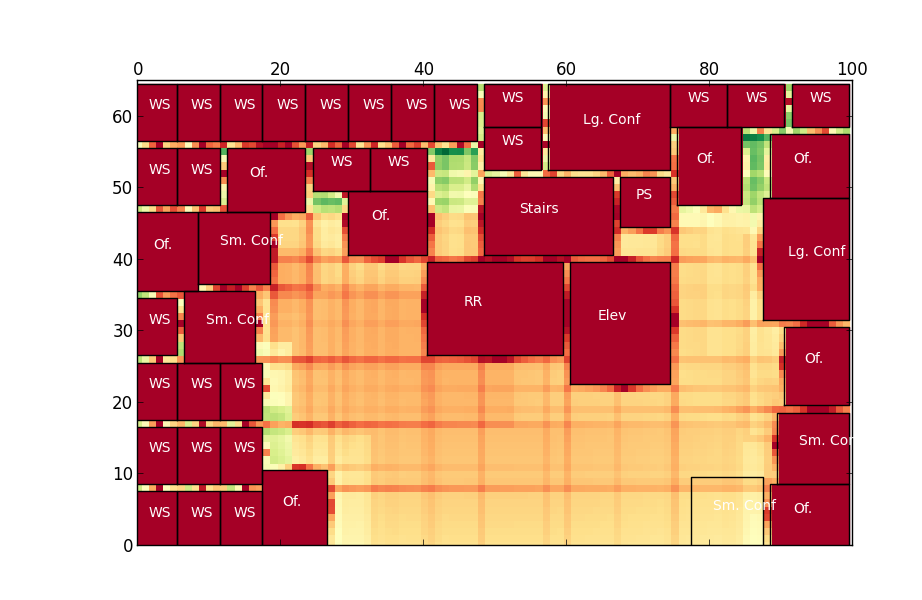 0 20 40 60 80 100
60
WS WS WS WS WS WS WS WS WS Lg. Conf WS WS WS
WS
WS WS Of. WS WS Of. Of.
50
Stairs PS
Of. Sm. Conf Of.
40
Lg. Conf
WS Sm. Conf RR Elev
30
WS WS WS Of.
20
WS WS WS Sm. Con
10
WS WS WS Of. Sm. Conf Of.
0